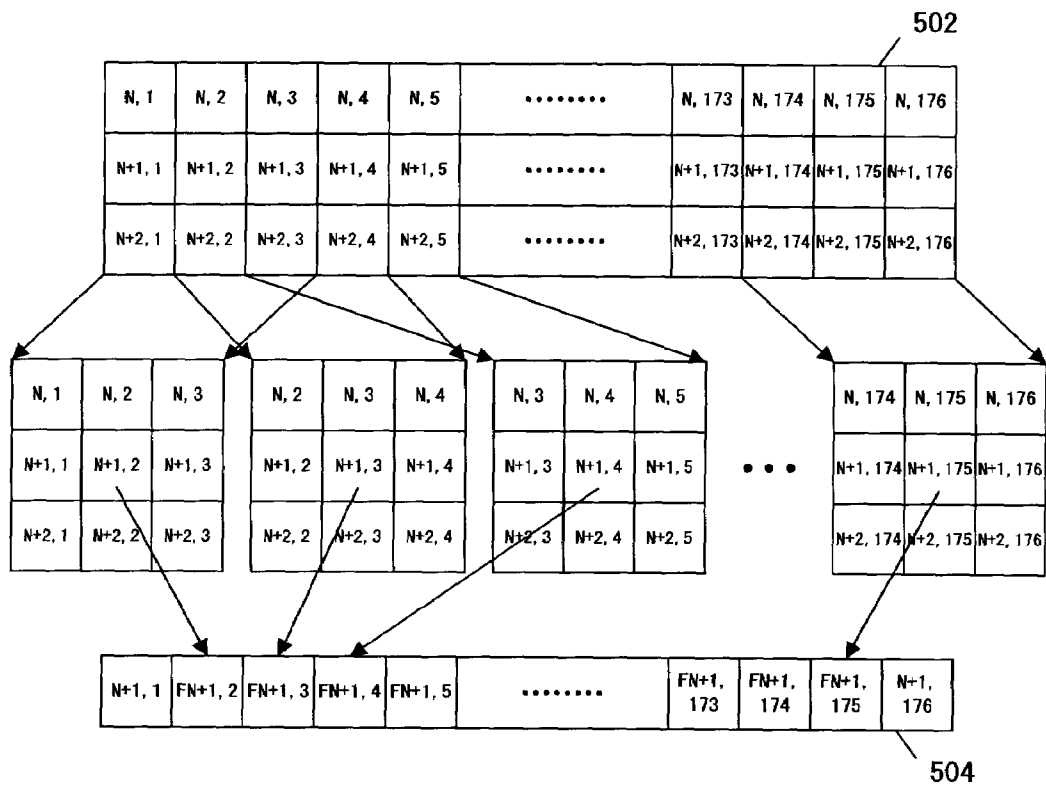 502
N, 1 N, 2 N, 3 N, 4 N, 5 ········ N, 173 N, 174 N, 175 N, 176
N+1, 1 N+1, 2 N+1, 3 N+1, 4 N+1, 5 ········ N+1, 173 N+1, 174 N+1, 175 N+1, 176
N+2, 1 N+2, 2 N+2, 3 N+2, 4 N+2, 5 ········ N+2, 173 N+2, 174 N+2, 175 N+2, 176
N, 1 N, 2 N, 3 N, 2 N, 3 N, 4 N, 3 N, 4 N, 5 N, 174 N, 175 N, 176
N+1, 1 N+1, 2 N+1, 3 N+1, 2 N+1, 3 N+1, 4 N+1, 3 N+1, 4 N+1, 5 ••• N+1, 174 N+1, 175 N+1, 176
N+2, 1 N+2, 2 N+2, 3 N+2, 2 N+2, 3 N+2, 4 N+2, 3 N+2, 4 N+2, 5 N+2, 174 N+2, 175 N+2, 176
N+1, 1 FN+1, 2 FN+1, 3 FN+1, 4 FN+1, 5 ········ FN+1, 173 FN+1, 174 FN+1, 175 N+1, 176
504